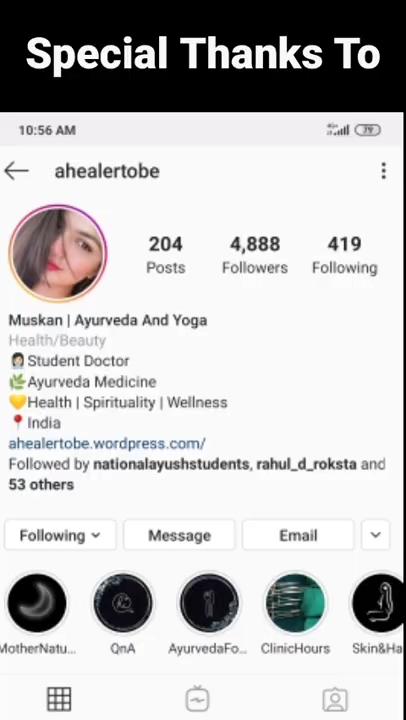 Special Thanks To
10:56 AM
79
ahealertobe
204
4,888
419
Posts
Followers
Following
Muskan | Ayurveda And Yoga
Health/Beauty
👩🏻‍⚕️Student Doctor
🌿Ayurveda Medicine
💛Health | Spirituality | Wellness
📍India
ahealertobe.wordpress.com/
Followed by nationalayushstudents, rahul_d_roksta and
53 others
Following
Message
Email
MotherNatu...
QnA
AyurvedaFo...
ClinicHours
Skin&Ha